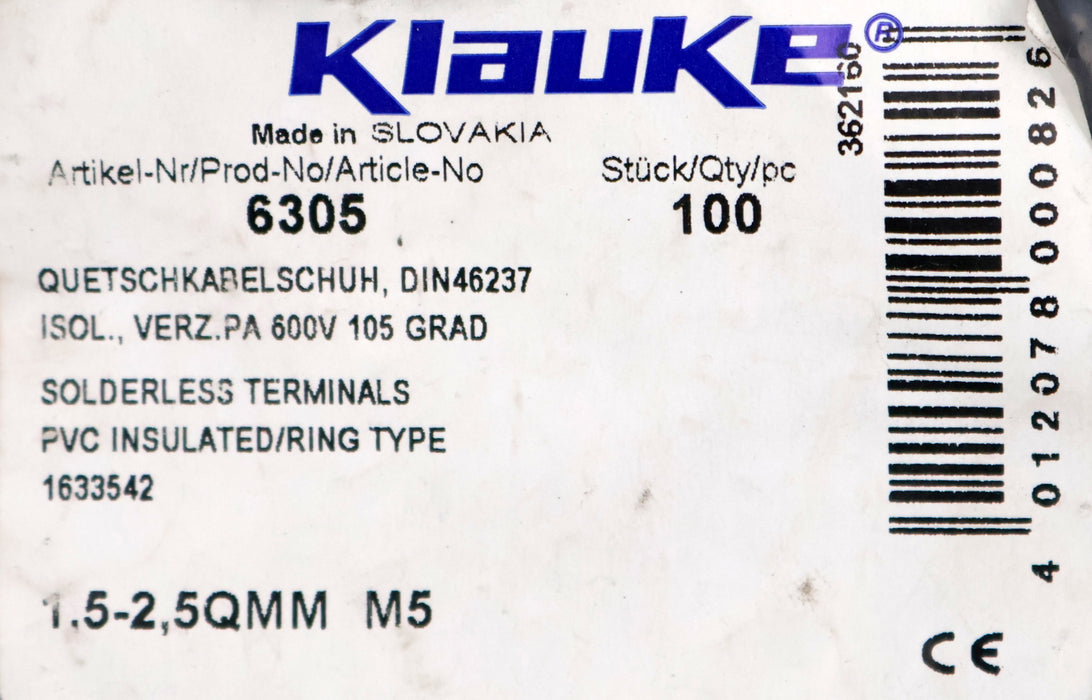 Klauke®
Made in SLOVAKIA
Artikel-Nr/Prod-No/Article-No
Stück/Qty/pc
6305
100
QUETSCHKABELSCHUH, DIN46237
ISOL., VERZ.PA 600V 105 GRAD
SOLDERLESS TERMINALS
PVC INSULATED/RING TYPE
1633542
1.5-2,5QMM M5
362160
4 012078 000826
CE